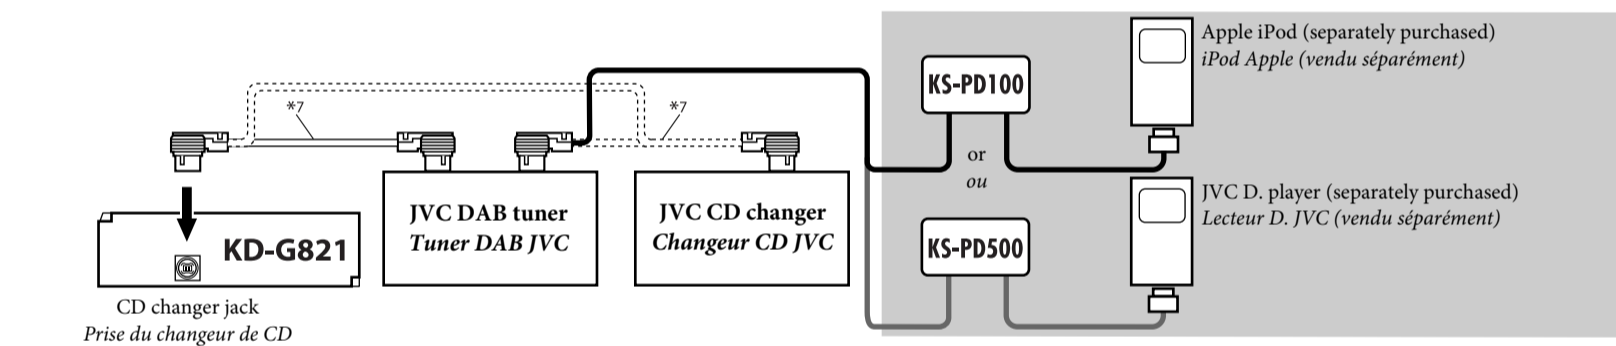 Apple iPod (separately purchased)
iPod Apple (vendu séparément)
KS-PD100
*7
*7
or
ou
JVC D. player (separately purchased)
Lecteur D. JVC (vendu séparément)
JVC DAB tuner
Tuner DAB JVC
JVC CD changer
Changeur CD JVC
KD-G821
KS-PD500
CD changer jack
Prise du changeur de CD